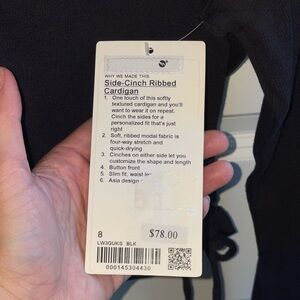 WHY WE MADE THIS
Side-Cinch Ribbed
Cardigan
1. One touch of this softly
textured cardigan and you'll
want to wear it on repeat.
Cinch the sides for a
personalized fit that's just
right
2. Soft, ribbed modal fabric is
four-way stretch and
quick-drying
3. Cinches on either side let you
customize the shape and length
4. Button front
5. Slim fit, waist
6. Asia design
8
$78.00
LW3GUKS BLK
000145304430